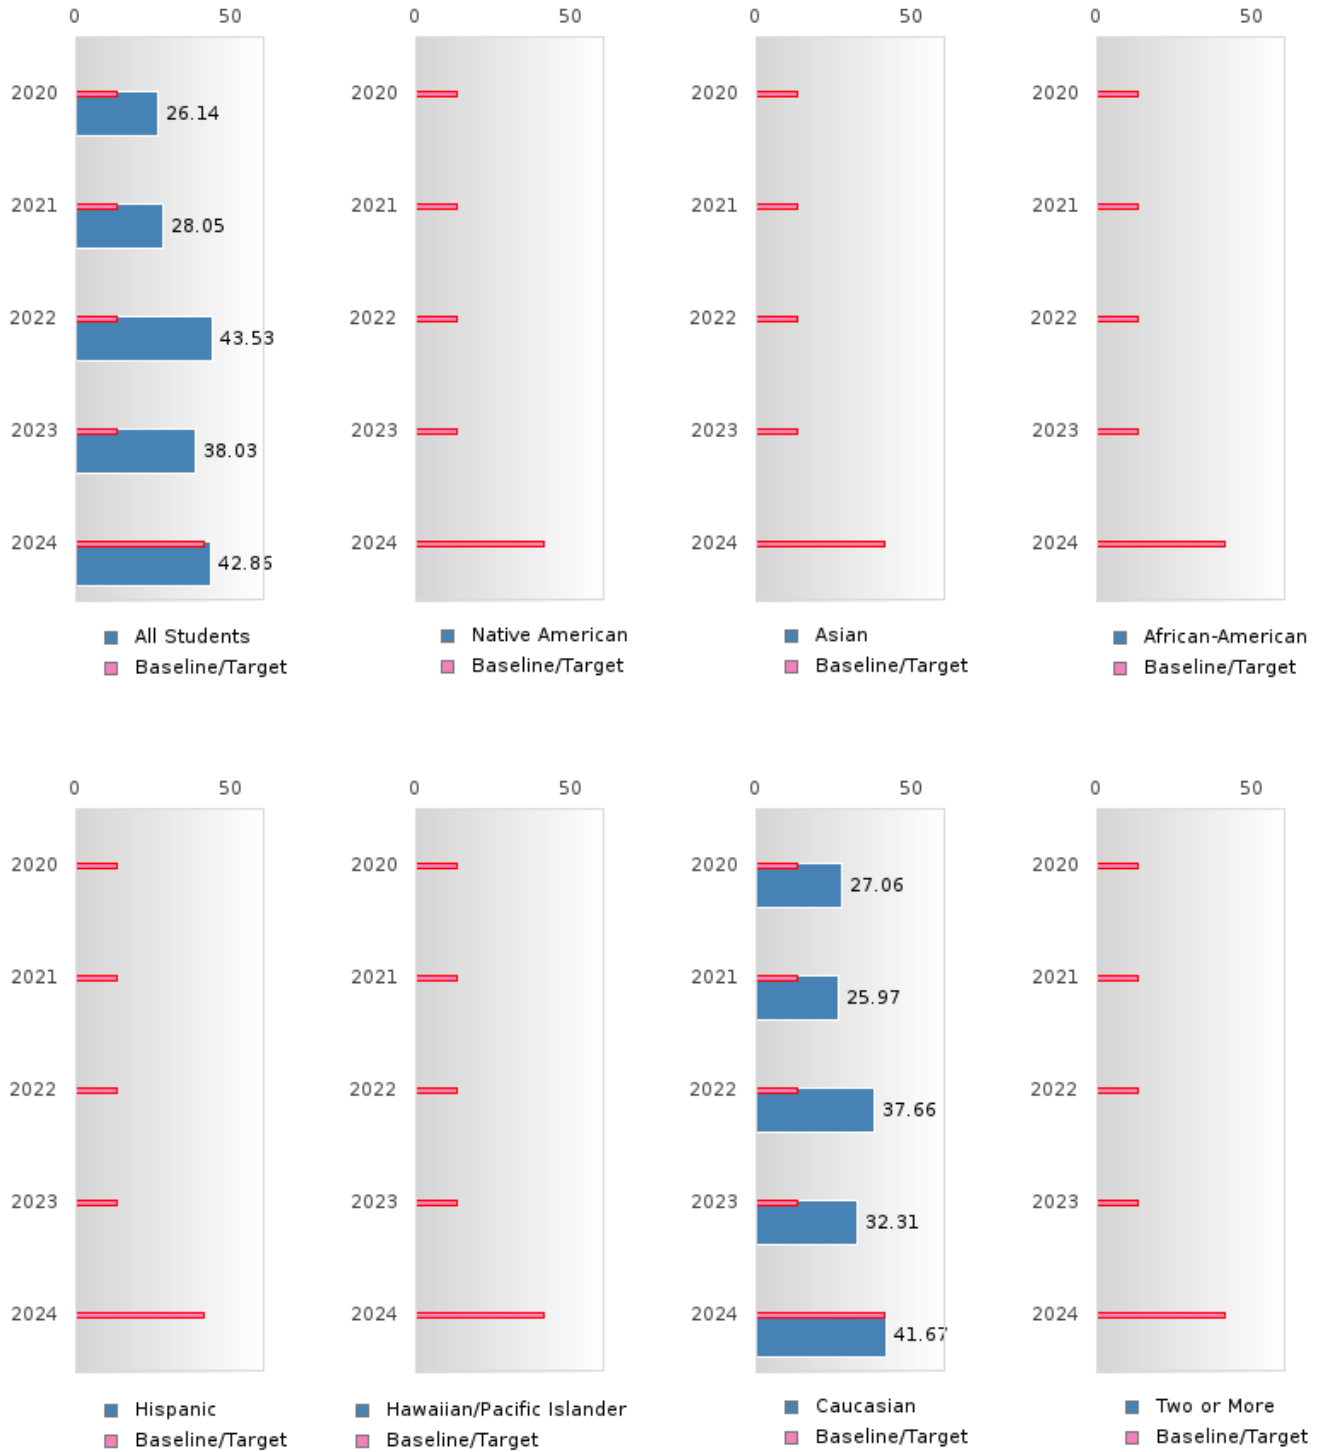 0 50 0 50 0 50 0 50
2020 26.14 2020 2020 2020
2021 28.05 2021 2021 2021
2022 43.53 2022 2022 2022
2023 38.03 2023 2023 2023
2024 42.86 2024 2024 2024
All Students Native American Asian African-American
Baseline/Target Baseline/Target Baseline/Target Baseline/Target
0 50 0 50 0 50 0 50
2020 2020 2020 27.06 2020
2021 2021 2021 25.97 2021
2022 2022 2022 37.66 2022
2023 2023 2023 32.31 2023
2024 2024 2024 41.67 2024
Hispanic Hawaiian/Pacific Islander Caucasian Two or More
Baseline/Target Baseline/Target Baseline/Target Baseline/Target